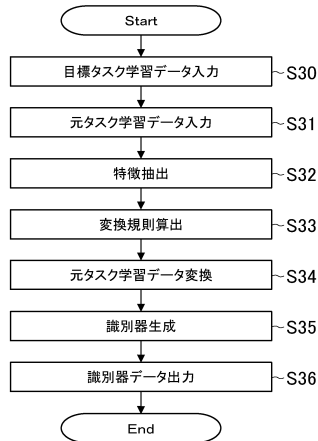 Start
目標タスク学習データ入力 S30
元タスク学習データ入力 S31
特徴抽出 S32
変換規則算出 S33
元タスク学習データ変換 S34
識別器生成 S35
識別器データ出力 S36
End